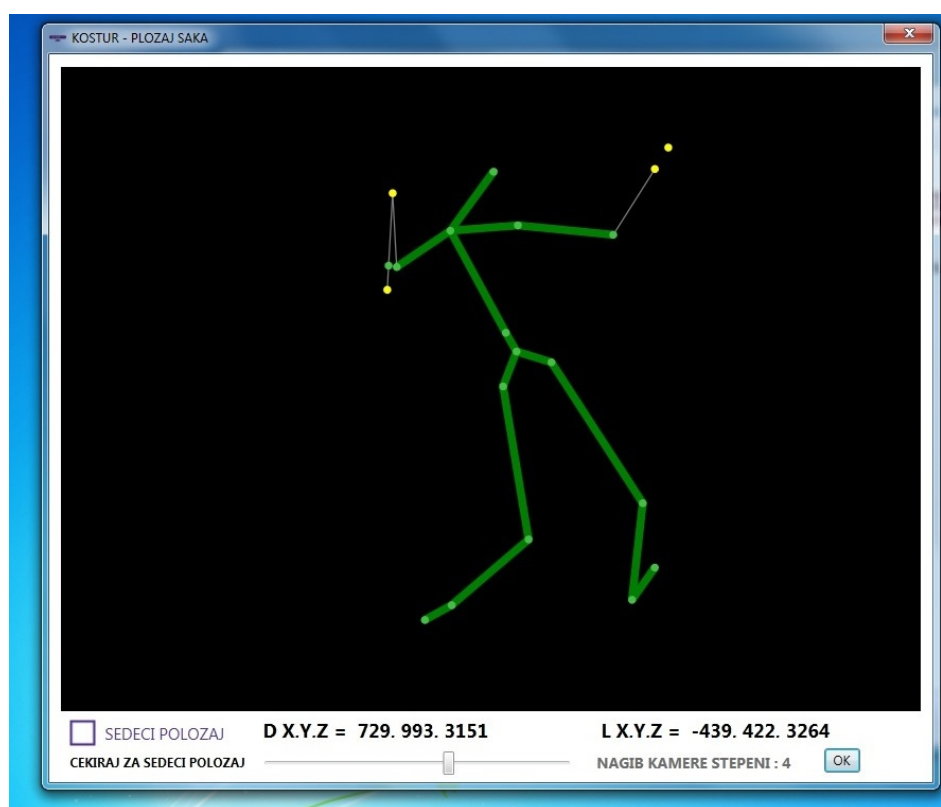 KOSTUR - PLOZAJ SAKA
SEDECI POLOZAJ D X.Y.Z = 729. 993. 3151 L X.Y.Z = -439. 422. 3264
CEKIRAJ ZA SEDECI POLOZAJ NAGIB KAMERE STEPENI : 4 OK